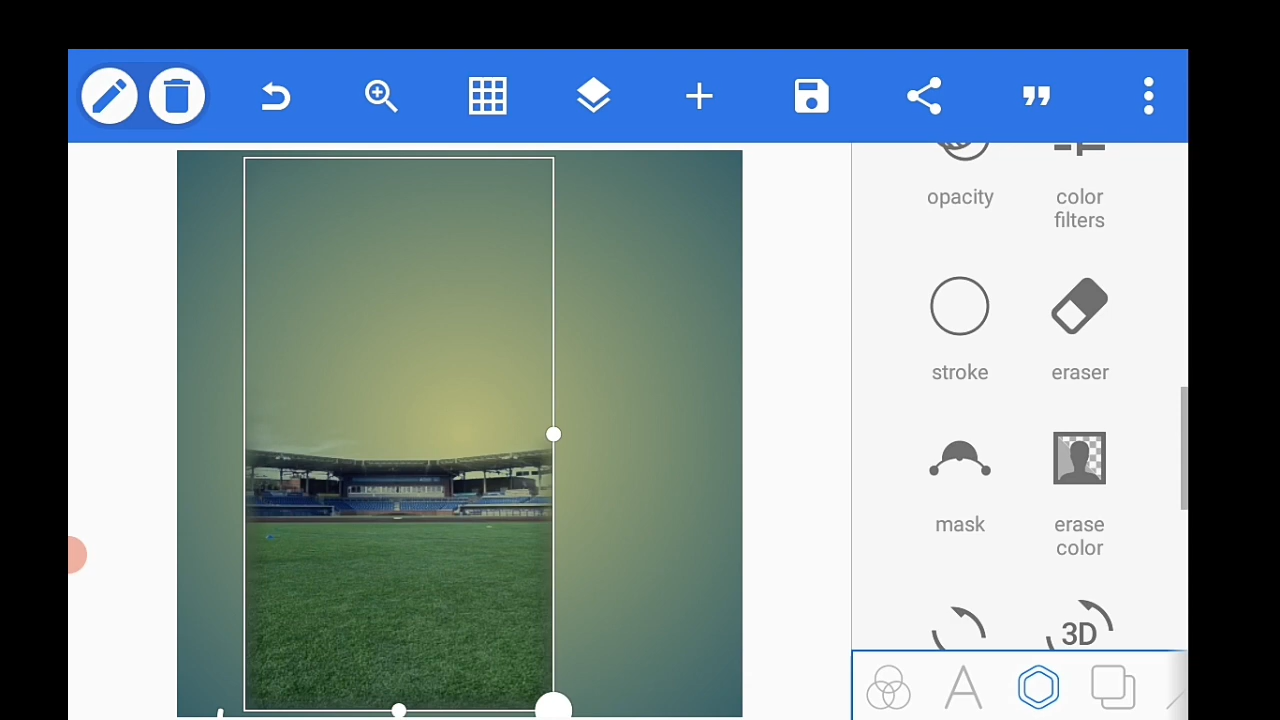 opacity
color
filters
stroke
eraser
mask
erase
color
3D